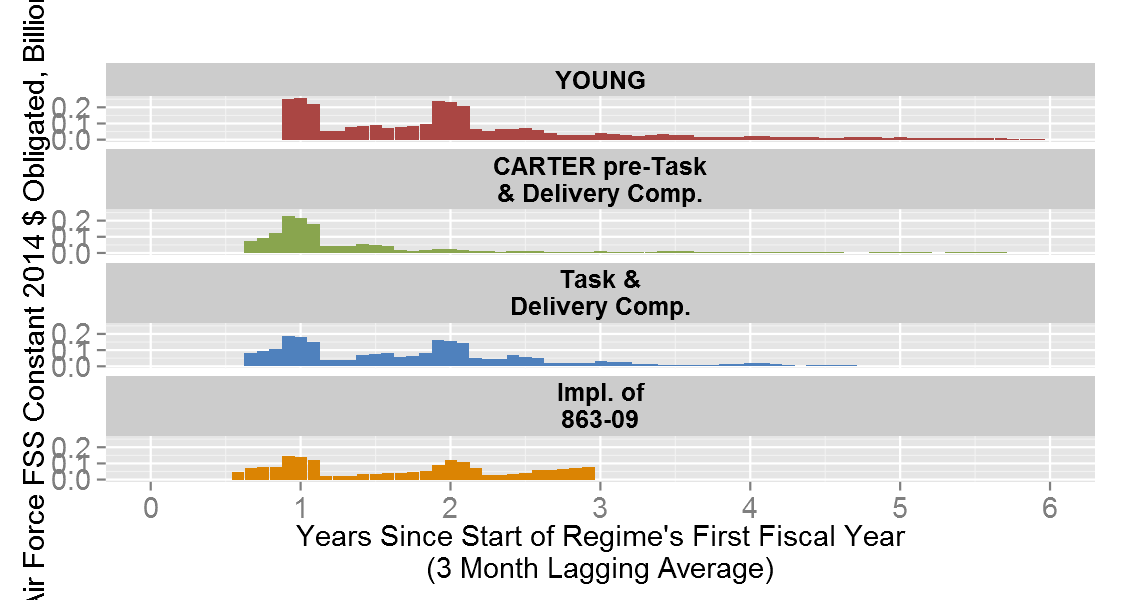 Air Force FSS Constant 2014 $ Obligated, Billion
YOUNG
0.2
0.1
0.0
CARTER pre-Task
& Delivery Comp.
0.2
0.1
0.0
Task &
Delivery Comp.
0.2
0.1
0.0
Impl. of
863-09
0.2
0.1
0.0
0 1 2 3 4 5 6
Years Since Start of Regime's First Fiscal Year
(3 Month Lagging Average)